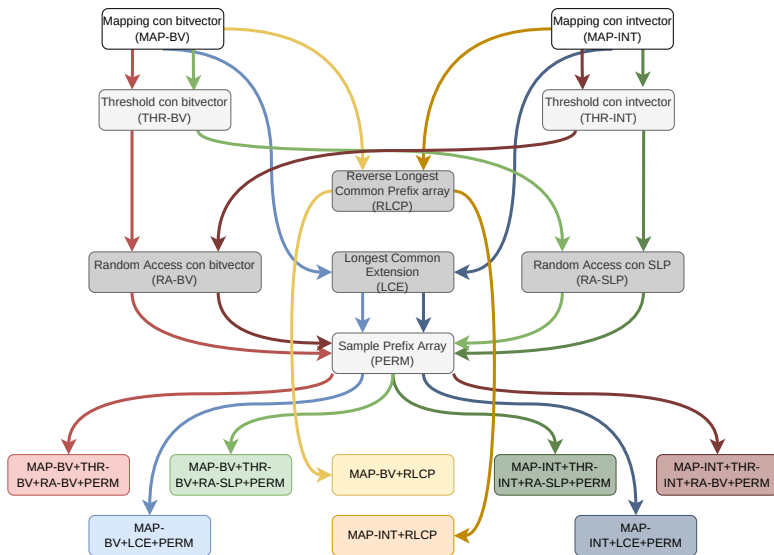 Mapping con bitvector
(MAP-BV)
Mapping con intvector
(MAP-INT)
Threshold con bitvector
(THR-BV)
Threshold con intvector
(THR-INT)
Reverse Longest
Common Prefix array
(RLCP)
Random Access con bitvector
(RA-BV)
Longest Common
Extension
(LCE)
Random Access con SLP
(RA-SLP)
Sample Prefix Array
(PERM)
MAP-BV+THR-
BV+RA-BV+PERM
MAP-BV+THR-
BV+RA-SLP+PERM
MAP-BV+RLCP
MAP-INT+THR-
INT+RA-SLP+PERM
MAP-INT+THR-
INT+RA-BV+PERM
MAP-
BV+LCE+PERM
MAP-INT+RLCP
MAP-
INT+LCE+PERM